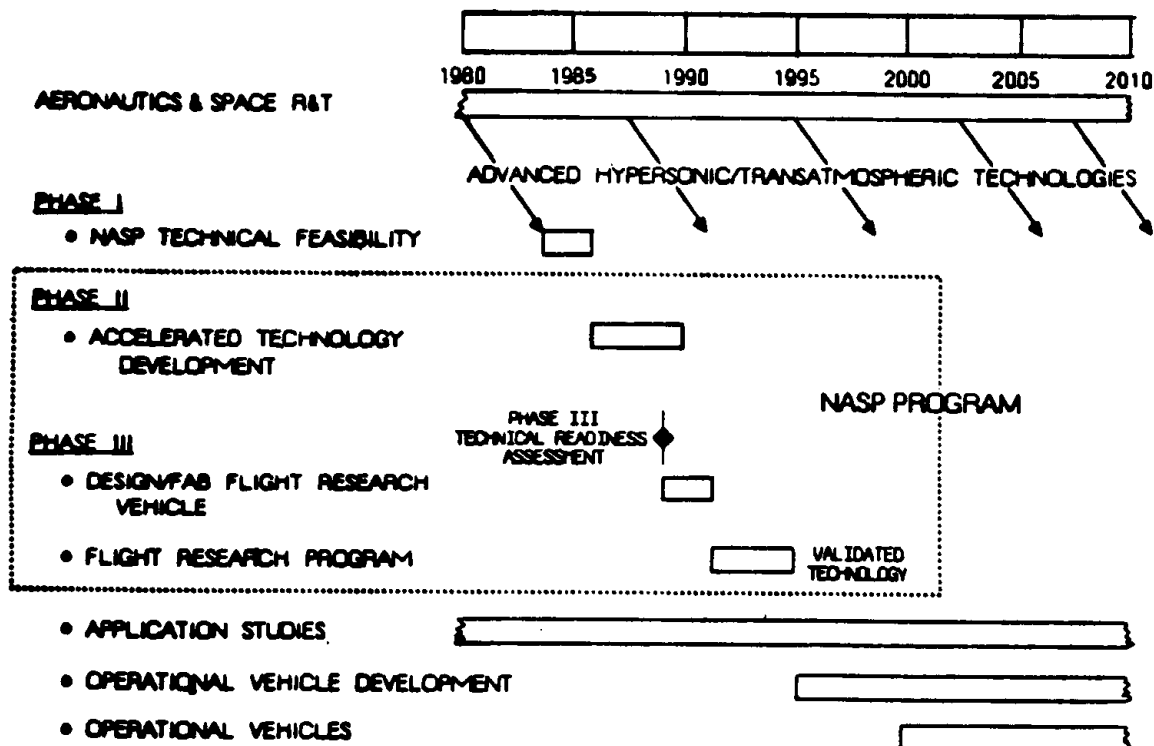 1980 1985 1990 1995 2000 2005 2010
AERONAUTICS & SPACE R&T
ADVANCED HYPERSONIC/TRANSATMOSPHERIC TECHNOLOGIES
PHASE I
• NASP TECHNICAL FEASIBILITY
PHASE II
• ACCELERATED TECHNOLOGY
DEVELOPMENT
NASP PROGRAM
PHASE III
TECHNICAL READINESS
ASSESSMENT
PHASE III
• DESIGN/FAB FLIGHT RESEARCH
VEHICLE
• FLIGHT RESEARCH PROGRAM
VALIDATED
TECHNOLOGY
• APPLICATION STUDIES
• OPERATIONAL VEHICLE DEVELOPMENT
• OPERATIONAL VEHICLES